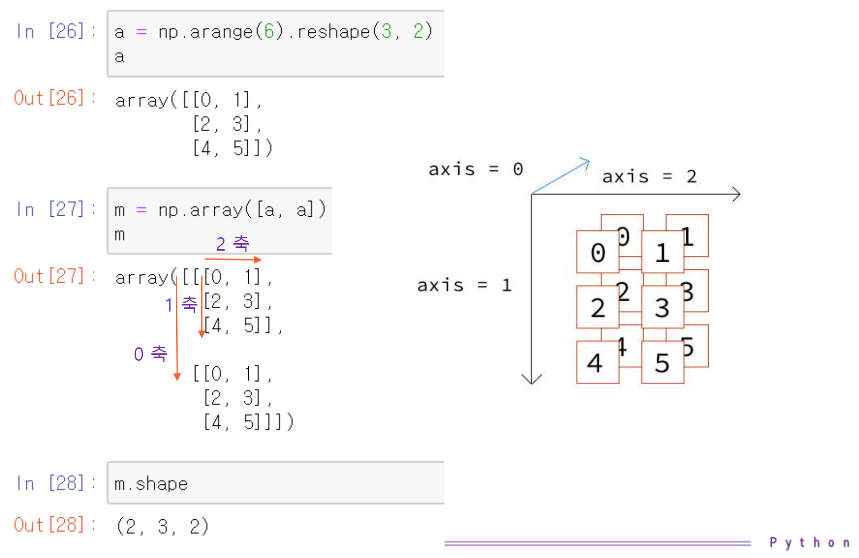 In [26]: a = np.arange(6).reshape(3, 2)
a
Out[26]: array([[0, 1],
[2, 3],
[4, 5]])
In [27]: m = np.array([a, a])
m
2 축
Out[27]: array([[[0, 1],
1 축
[2, 3],
[4, 5]],
0 축
[[0, 1],
[2, 3],
[4, 5]]])
In [28]: m.shape
Out[28]: (2, 3, 2)
axis = 0
axis = 2
axis = 1
0 1
0 1
2 3
2 3
4 5
4 5
Python